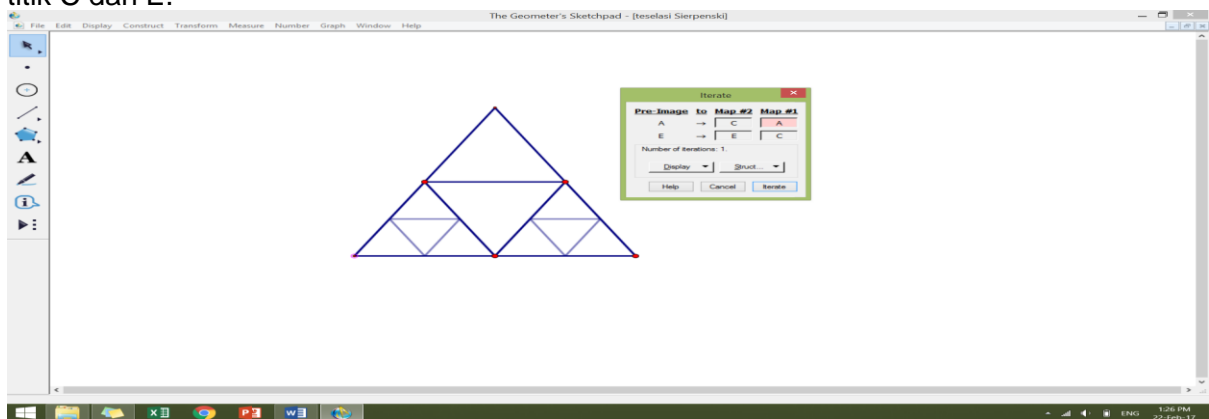 titik C dan E.
The Geometer's Sketchpad - [teselasi Sierpenski]
File Edit Display Construct Transform Measure Number Graph Window Help
Iterate
Pre-Image to Map #2 Map #1
A → C A
E → E C
Number of iterations: 1.
Display Struct...
Help Cancel Iterate
A
ENG 1:26 PM
22-Feb-17